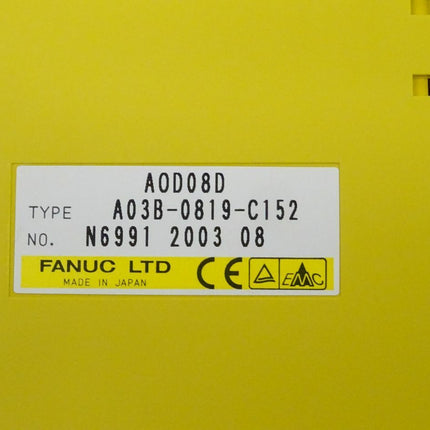 AOD08D
TYPE A03B-0819-C152
NO. N6991 2003 08
FANUC LTD
MADE IN JAPAN
CE EMC